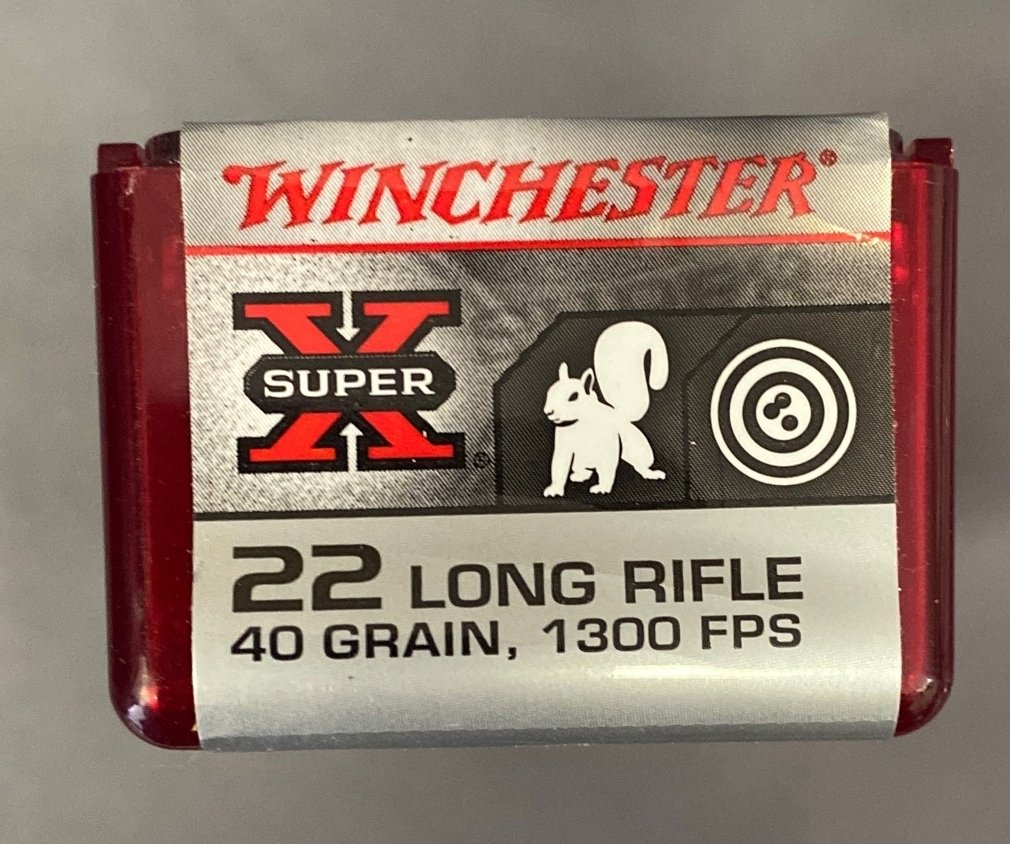 WINCHESTER®
SUPER X®
22 LONG RIFLE
40 GRAIN, 1300 FPS